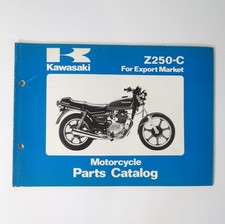 Kawasaki
Z250-C
For Export Market
Motorcycle
Parts Catalog